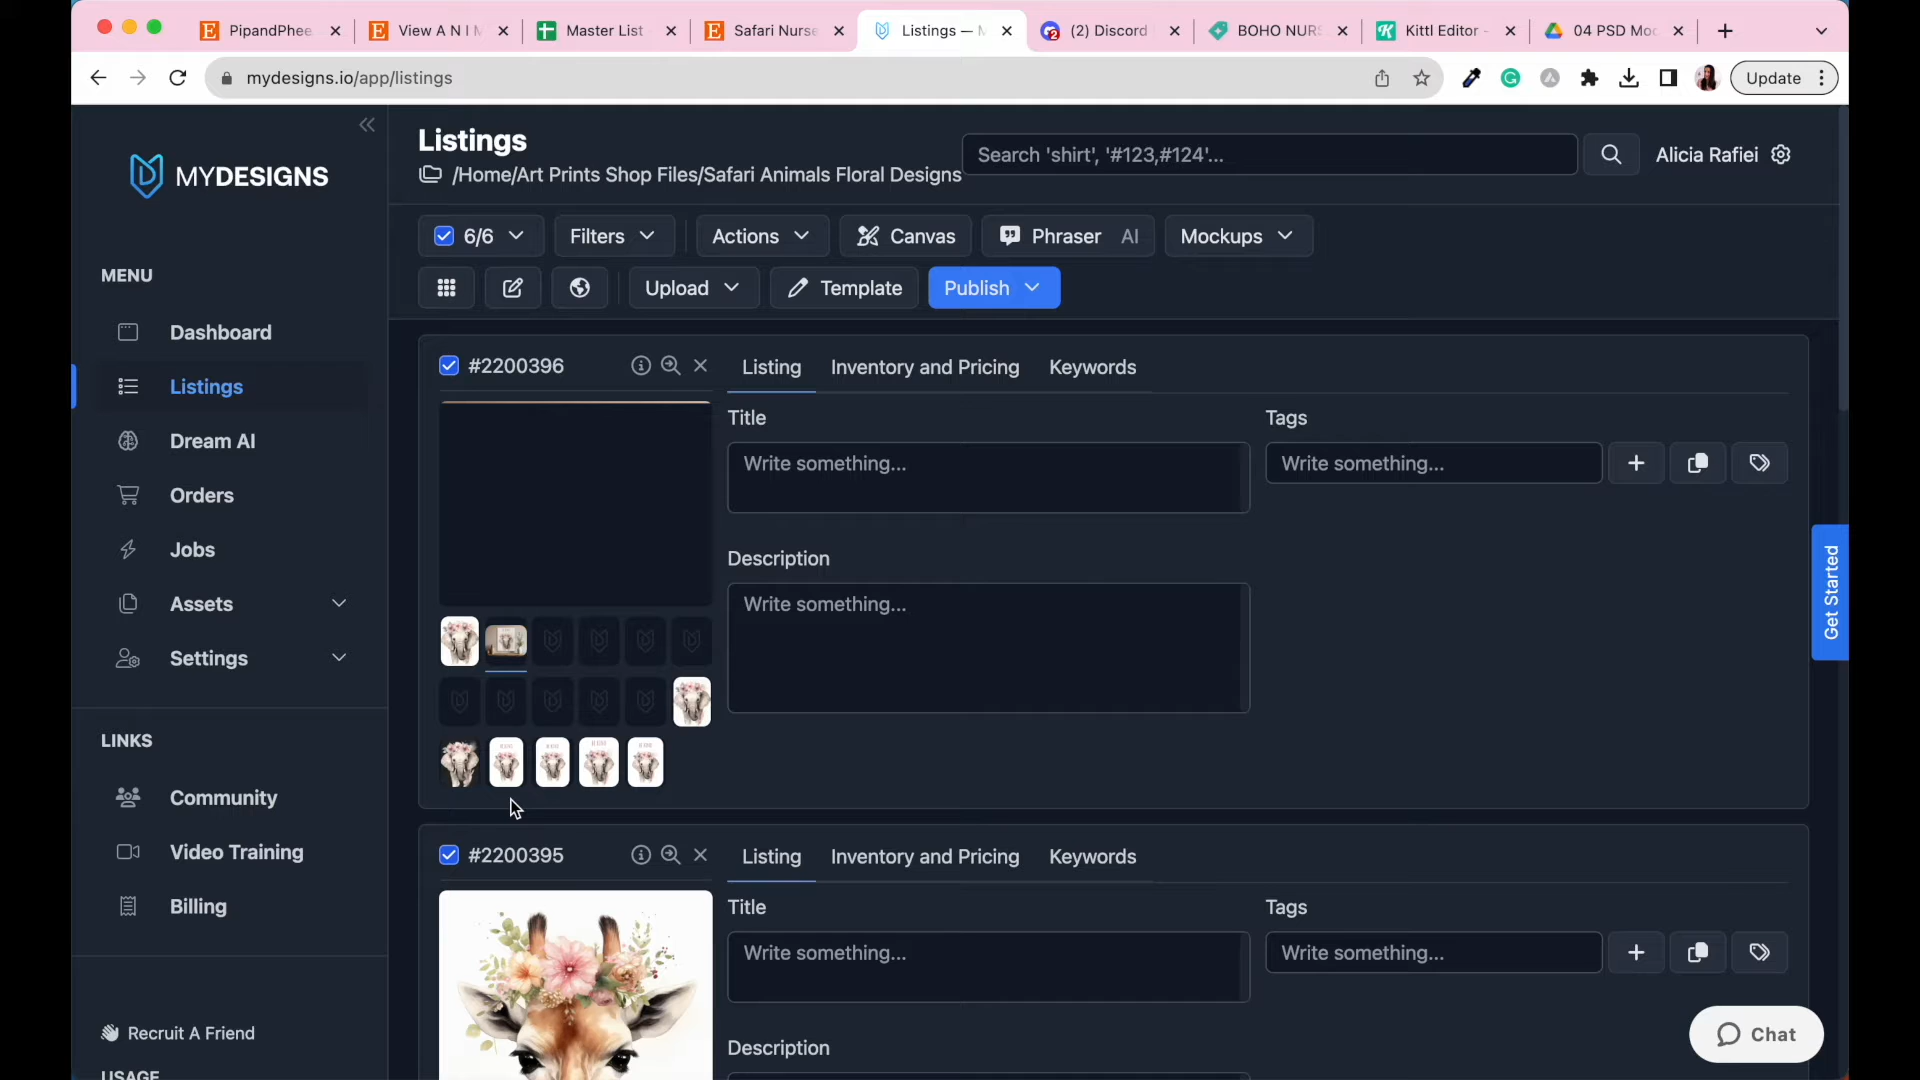 PipandPhee
View A N I M
Master List
Safari Nurse
Listings — M
(2) Discord
BOHO NURS
Kittl Editor -
04 PSD Moc
mydesigns.io/app/listings
Update
MYDESIGNS
MENU
Dashboard
Listings
Dream AI
Orders
Jobs
Assets
Settings
LINKS
Community
Video Training
Billing
Recruit A Friend
USAGE
Listings
/Home/Art Prints Shop Files/Safari Animals Floral Designs
Search 'shirt', '#123,#124'...
Alicia Rafiei
6/6
Filters
Actions
Canvas
Phraser AI
Mockups
Upload
Template
Publish
#2200396
Listing
Inventory and Pricing
Keywords
Title
Write something...
Tags
Write something...
Description
Write something...
#2200395
Listing
Inventory and Pricing
Keywords
Title
Write something...
Tags
Write something...
Description
Get Started
Chat